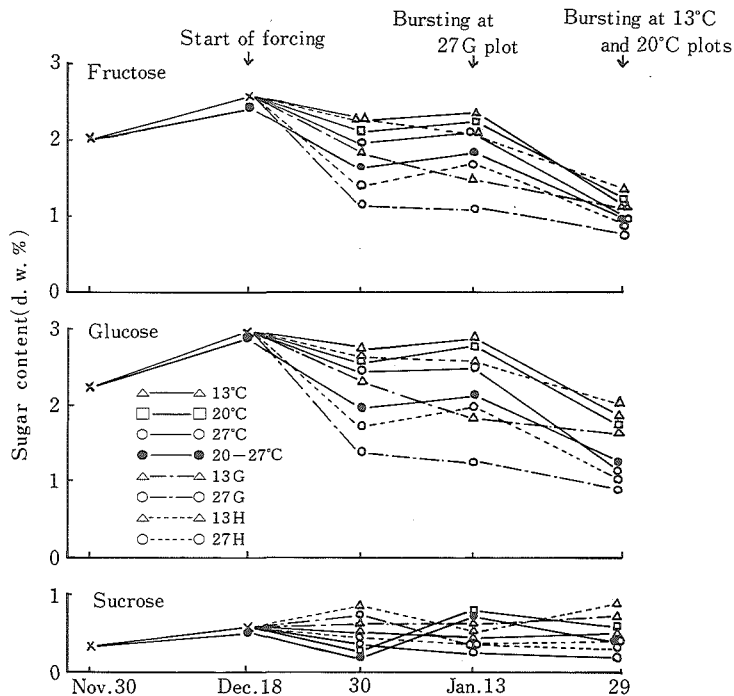 Start of forcing
Bursting at
27G plot
Bursting at 13°C
and 20°C plots
Sugar content(d. w. %)
3
Fructose
2
1
0
3
Glucose
2
13°C
20°C
27°C
20−27°C
1
13G
27G
13H
27H
0
1
Sucrose
0
Nov.30
Dec.18
30
Jan.13
29